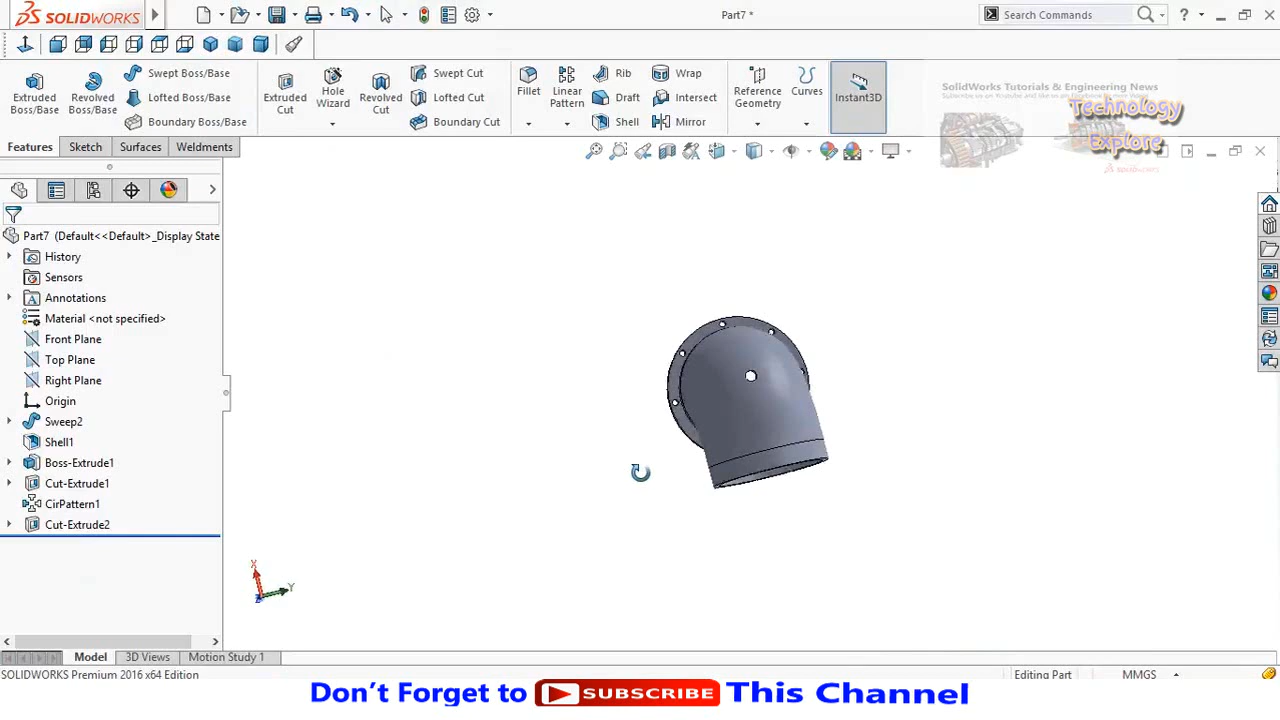 SOLIDWORKS
Part7 *
Search Commands
?
Extruded Boss/Base
Revolved Boss/Base
Swept Boss/Base
Lofted Boss/Base
Boundary Boss/Base
Extruded Cut
Hole Wizard
Revolved Cut
Swept Cut
Lofted Cut
Boundary Cut
Fillet
Linear Pattern
Rib
Draft
Shell
Wrap
Intersect
Mirror
Reference Geometry
Curves
Instant3D
SolidWorks Tutorials & Engineering News
Technology
Explore
Features
Sketch
Surfaces
Weldments
Part7 (Default<<Default>_Display State
History
Sensors
Annotations
Material <not specified>
Front Plane
Top Plane
Right Plane
Origin
Sweep2
Shell1
Boss-Extrude1
Cut-Extrude1
CirPattern1
Cut-Extrude2
X
Y
Z
Model
3D Views
Motion Study 1
SOLIDWORKS Premium 2016 x64 Edition
Editing Part
MMGS
Don't Forget to SUBSCRIBE This Channel